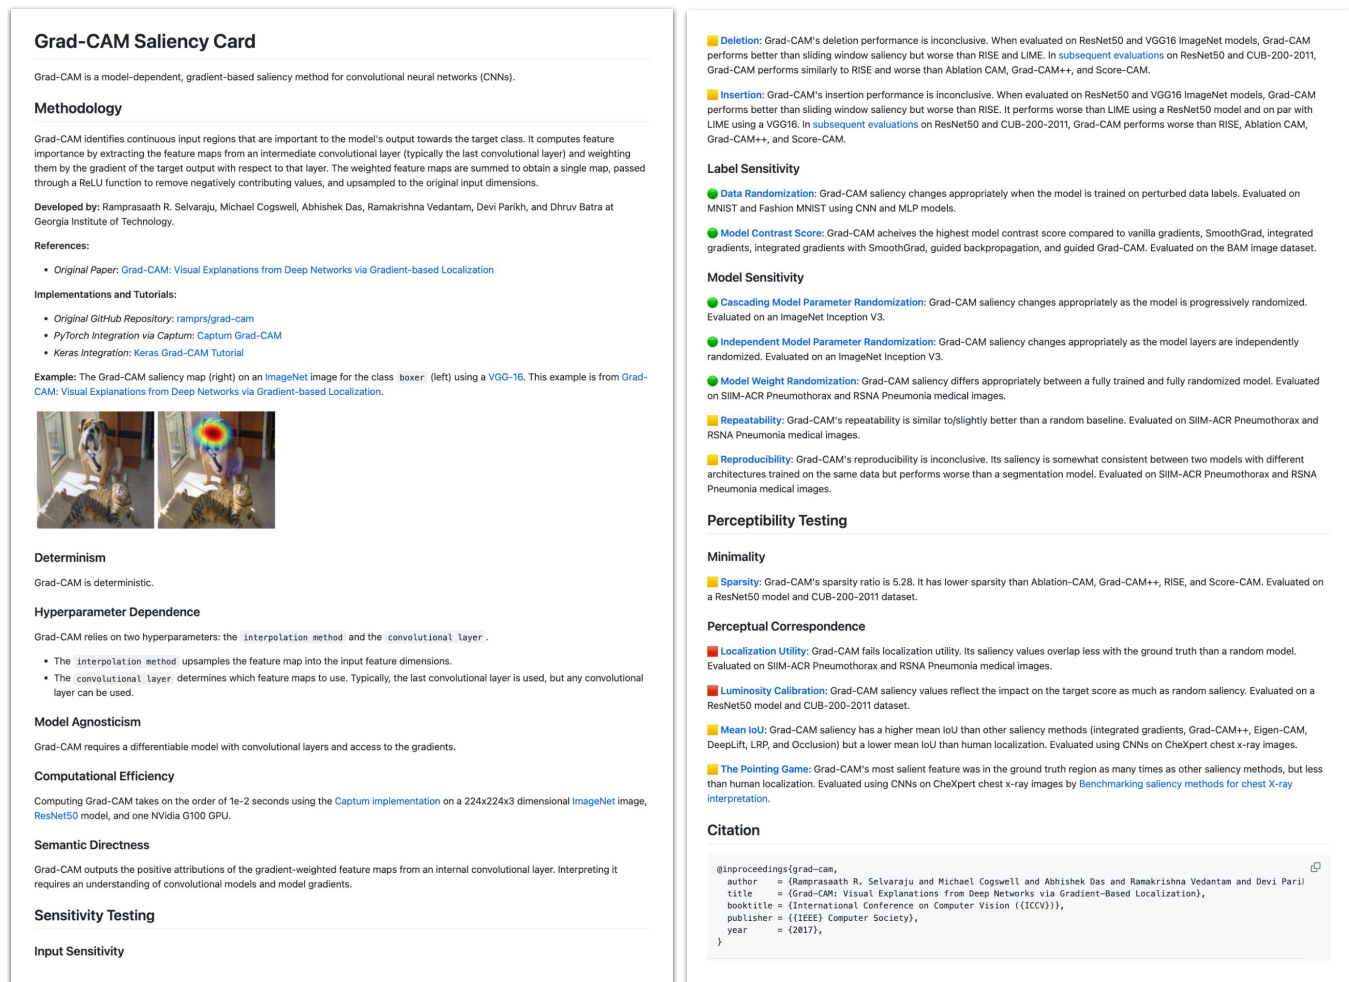 Grad-CAM Saliency Card
Grad-CAM is a model-dependent, gradient-based saliency method for convolutional neural networks (CNNs).
Methodology
Grad-CAM identifies continuous input regions that are important to the model's output towards the target class. It computes feature
importance by extracting the feature maps from an intermediate convolutional layer (typically the last convolutional layer) and weighting
them by the gradient of the target output with respect to that layer. The weighted feature maps are summed to obtain a single map, passed
through a ReLU function to remove negatively contributing values, and upsampled to the original input dimensions.
Developed by: Ramprasaath R. Selvaraju, Michael Cogswell, Abhishek Das, Ramakrishna Vedantam, Devi Parikh, and Dhruv Batra at
Georgia Institute of Technology.
References:
• Original Paper: Grad-CAM: Visual Explanations from Deep Networks via Gradient-based Localization
Implementations and Tutorials:
• Original GitHub Repository: ramprs/grad-cam
• PyTorch Integration via Captum: Captum Grad-CAM
• Keras Integration: Keras Grad-CAM Tutorial
Example: The Grad-CAM saliency map (right) on an ImageNet image for the class boxer (left) using a VGG-16. This example is from Grad-
CAM: Visual Explanations from Deep Networks via Gradient-based Localization.
Determinism
Grad-CAM is deterministic.
Hyperparameter Dependence
Grad-CAM relies on two hyperparameters: the interpolation method and the convolutional layer.
• The interpolation method upsamples the feature map into the input feature dimensions.
• The convolutional layer determines which feature maps to use. Typically, the last convolutional layer is used, but any convolutional
layer can be used.
Model Agnosticism
Grad-CAM requires a differentiable model with convolutional layers and access to the gradients.
Computational Efficiency
Computing Grad-CAM takes on the order of 1e-2 seconds using the Captum implementation on a 224x224x3 dimensional ImageNet image,
ResNet50 model, and one NVidia G100 GPU.
Semantic Directness
Grad-CAM outputs the positive attributions of the gradient-weighted feature maps from an internal convolutional layer. Interpreting it
requires an understanding of convolutional models and model gradients.
Sensitivity Testing
Input Sensitivity
Deletion: Grad-CAM's deletion performance is inconclusive. When evaluated on ResNet50 and VGG16 ImageNet models, Grad-CAM
performs better than sliding window saliency but worse than RISE and LIME. In subsequent evaluations on ResNet50 and CUB-200-2011,
Grad-CAM performs similarly to RISE and worse than Ablation CAM, Grad-CAM++, and Score-CAM.
Insertion: Grad-CAM's insertion performance is inconclusive. When evaluated on ResNet50 and VGG16 ImageNet models, Grad-CAM
performs better than sliding window saliency but worse than RISE. It performs worse than LIME using a ResNet50 model and on par with
LIME using a VGG16. In subsequent evaluations on ResNet50 and CUB-200-2011, Grad-CAM performs worse than RISE, Ablation CAM,
Grad-CAM++, and Score-CAM.
Label Sensitivity
Data Randomization: Grad-CAM saliency changes appropriately when the model is trained on perturbed data labels. Evaluated on
MNIST and Fashion MNIST using CNN and MLP models.
Model Contrast Score: Grad-CAM acheives the highest model contrast score compared to vanilla gradients, SmoothGrad, integrated
gradients, integrated gradients with SmoothGrad, guided backpropagation, and guided Grad-CAM. Evaluated on the BAM image dataset.
Model Sensitivity
Cascading Model Parameter Randomization: Grad-CAM saliency changes appropriately as the model is progressively randomized.
Evaluated on an ImageNet Inception V3.
Independent Model Parameter Randomization: Grad-CAM saliency changes appropriately as the model layers are independently
randomized. Evaluated on an ImageNet Inception V3.
Model Weight Randomization: Grad-CAM saliency differs appropriately between a fully trained and fully randomized model. Evaluated
on SIIM-ACR Pneumothorax and RSNA Pneumonia medical images.
Repeatability: Grad-CAM's repeatability is similar to/slightly better than a random baseline. Evaluated on SIIM-ACR Pneumothorax and
RSNA Pneumonia medical images.
Reproducibility: Grad-CAM's reproducibility is inconclusive. Its saliency is somewhat consistent between two models with different
architectures trained on the same data but performs worse than a segmentation model. Evaluated on SIIM-ACR Pneumothorax and RSNA
Pneumonia medical images.
Perceptibility Testing
Minimality
Sparsity: Grad-CAM's sparsity ratio is 5.28. It has lower sparsity than Ablation-CAM, Grad-CAM++, RISE, and Score-CAM. Evaluated on
a ResNet50 model and CUB-200-2011 dataset.
Perceptual Correspondence
Localization Utility: Grad-CAM fails localization utility. Its saliency values overlap less with the ground truth than a random model.
Evaluated on SIIM-ACR Pneumothorax and RSNA Pneumonia medical images.
Luminosity Calibration: Grad-CAM saliency values reflect the impact on the target score as much as random saliency. Evaluated on a
ResNet50 model and CUB-200-2011 dataset.
Mean IoU: Grad-CAM saliency has a higher mean IoU than other saliency methods (integrated gradients, Grad-CAM++, Eigen-CAM,
DeepLift, LRP, and Occlusion) but a lower mean IoU than human localization. Evaluated using CNNs on CheXpert chest x-ray images.
The Pointing Game: Grad-CAM's most salient feature was in the ground truth region as many times as other saliency methods, but less
than human localization. Evaluated using CNNs on CheXpert chest x-ray images by Benchmarking saliency methods for chest X-ray
interpretation.
Citation
@inproceedings{grad-cam,
author = {Ramprasaath R. Selvaraju and Michael Cogswell and Abhishek Das and Ramakrishna Vedantam and Devi Paril
title = {Grad-CAM: Visual Explanations from Deep Networks via Gradient-Based Localization},
booktitle = {International Conference on Computer Vision ({ICCV})},
publisher = {{IEEE} Computer Society},
year = {2017},
}